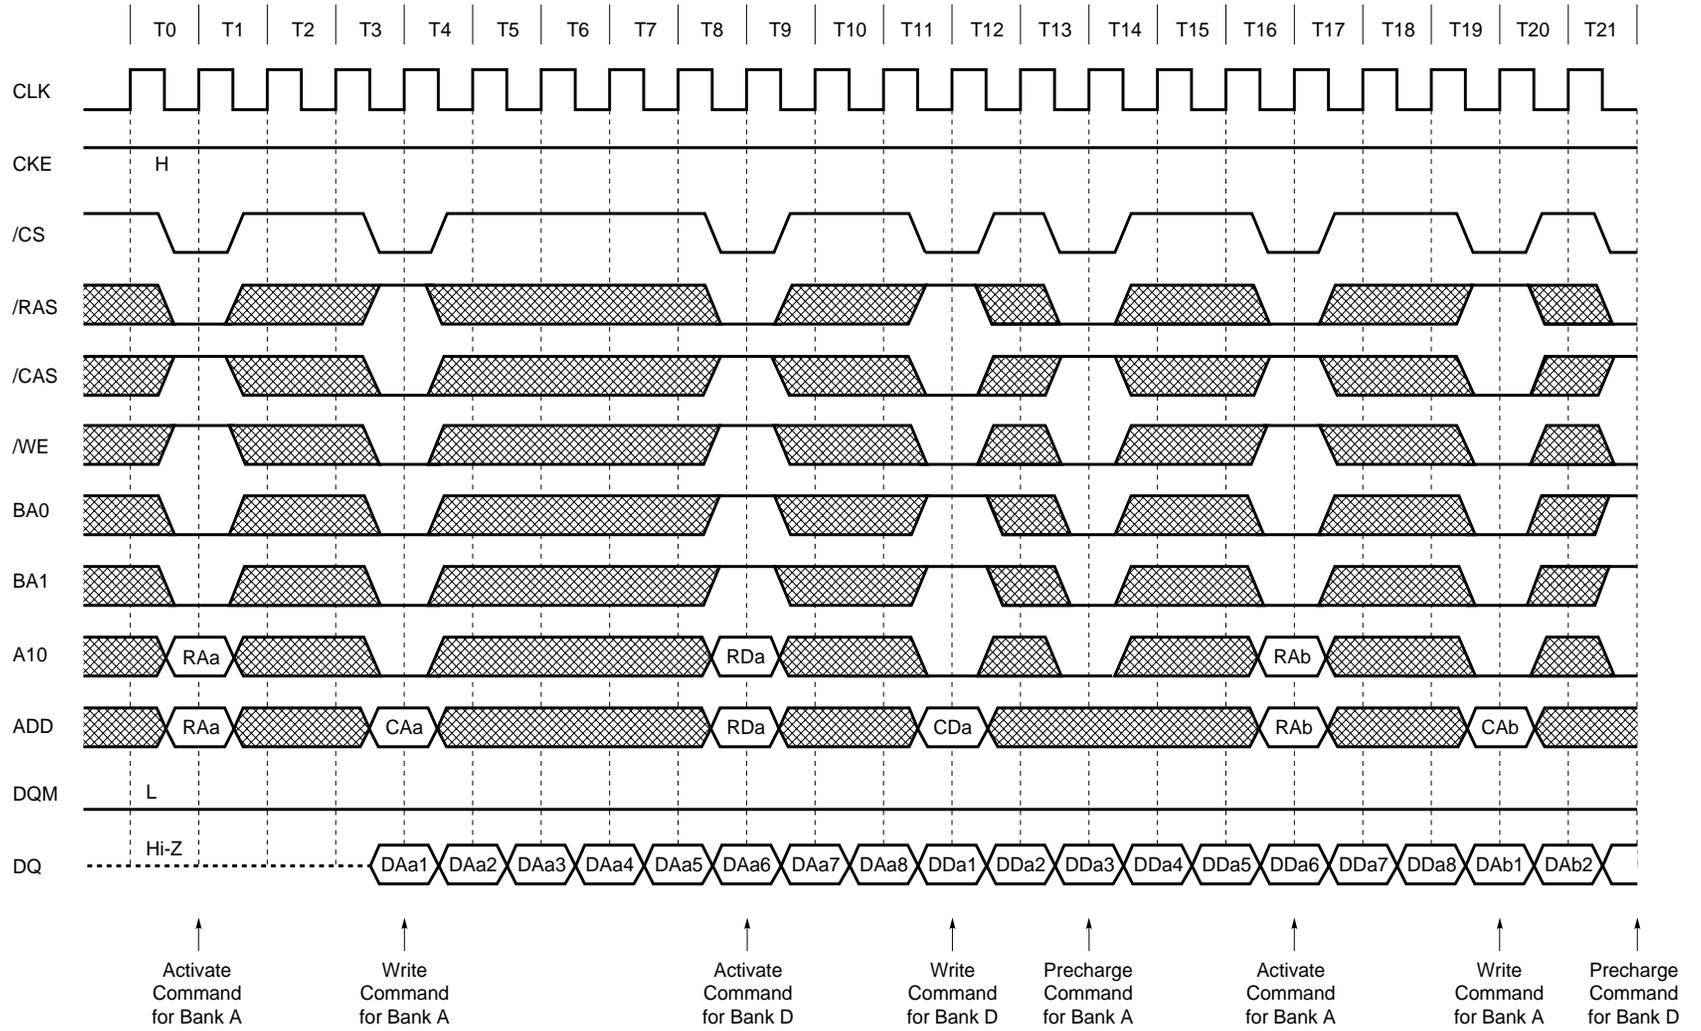 T0 T1 T2 T3 T4 T5 T6 T7 T8 T9 T10 T11 T12 T13 T14 T15 T16 T17 T18 T19 T20 T21
CLK
CKE H
/CS
/RAS
/CAS
/WE
BA0
BA1
A10 RAa RDa RAb
ADD RAa CAa RDa CDa RAb CAb
DQM L
DQ Hi-Z DAa1 DAa2 DAa3 DAa4 DAa5 DAa6 DAa7 DAa8 DDa1 DDa2 DDa3 DDa4 DDa5 DDa6 DDa7 DDa8 DAb1 DAb2
Activate
Command
for Bank A
Write
Command
for Bank A
Activate
Command
for Bank D
Write
Command
for Bank D
Precharge
Command
for Bank A
Activate
Command
for Bank A
Write
Command
for Bank A
Precharge
Command
for Bank D